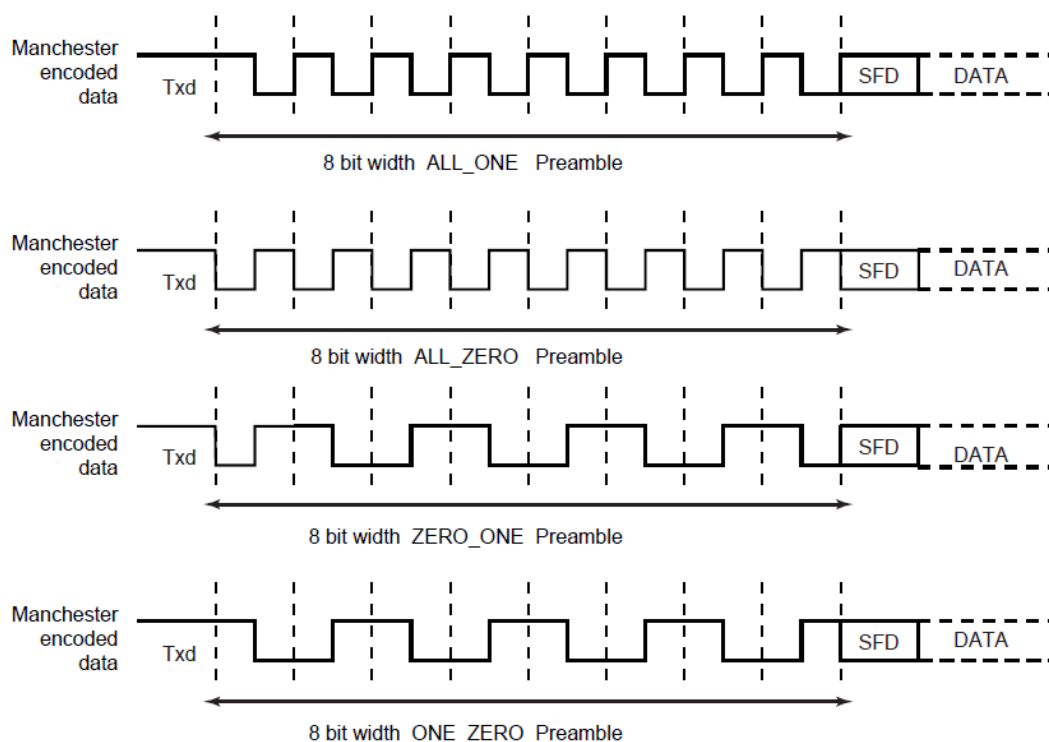 Manchester
encoded
data
Txd
SFD
DATA
8 bit width ALL_ONE Preamble
Manchester
encoded
data
Txd
SFD
DATA
8 bit width ALL_ZERO Preamble
Manchester
encoded
data
Txd
SFD
DATA
8 bit width ZERO_ONE Preamble
Manchester
encoded
data
Txd
SFD
DATA
8 bit width ONE_ZERO Preamble